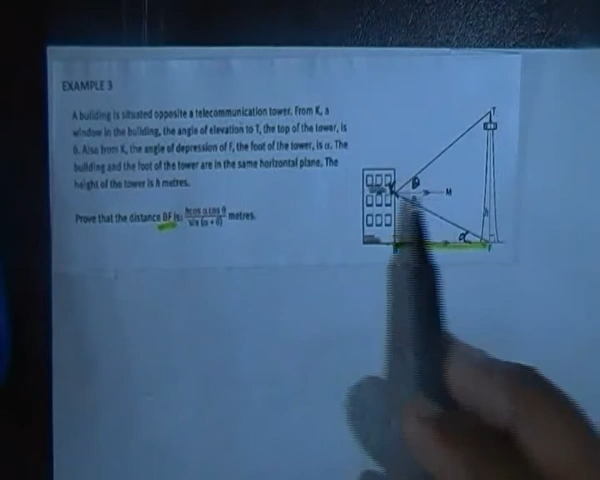 EXAMPLE 3
A building is situated opposite a telecommunication tower. From K, a
window in the building, the angle of elevation to T, the top of the tower, is
θ. Also from K, the angle of depression of F, the foot of the tower, is α. The
building and the foot of the tower are in the same horizontal plane. The
height of the tower is h metres.
Prove that the distance BF is: hcos α cos θ / sin (α + θ) metres.
T
θ
K
M
h
α
F